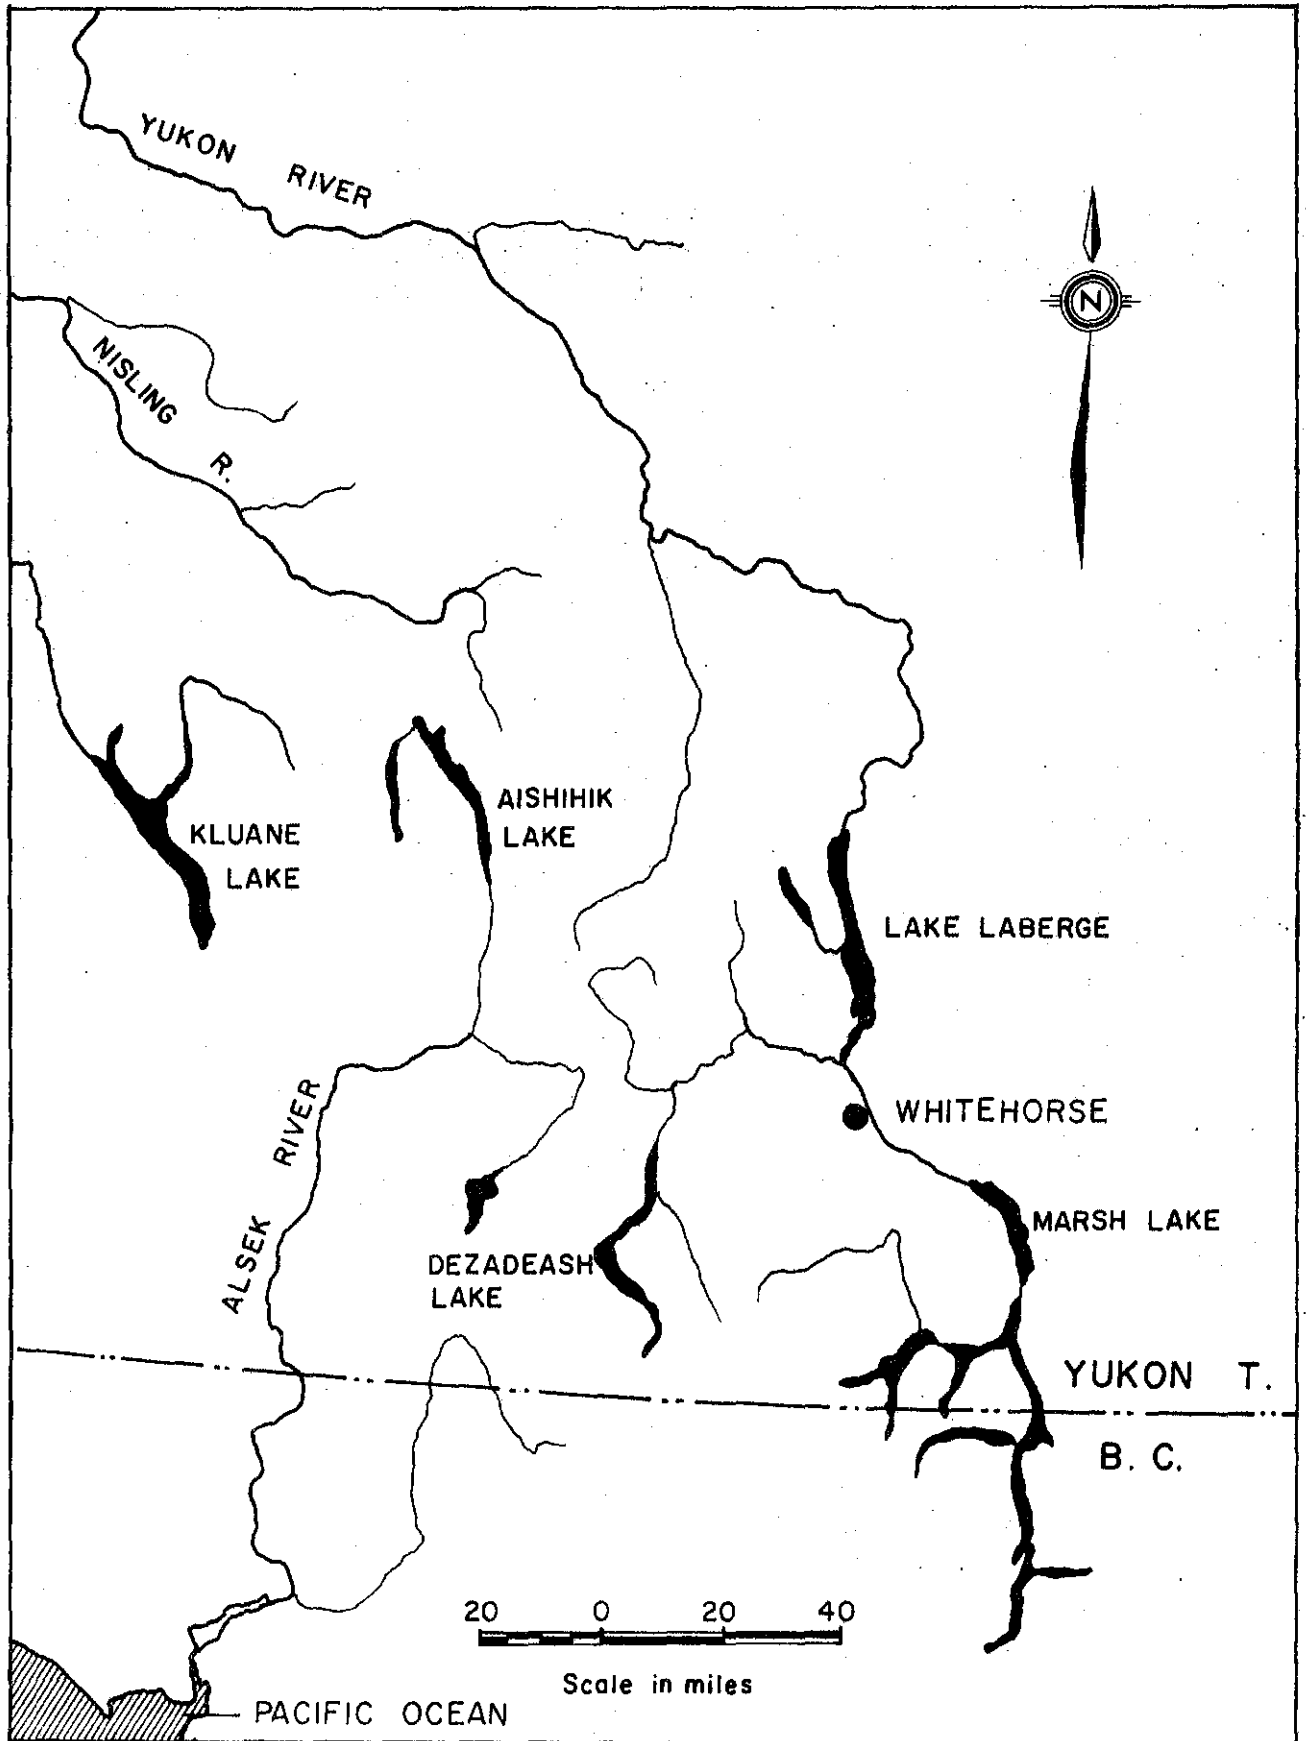 YUKON RIVER
N
NISLING R.
AISHIHIK
LAKE
KLUANE
LAKE
LAKE LABERGE
WHITEHORSE
ALSEK RIVER
MARSH LAKE
DEZADEASH
LAKE
YUKON T.
B. C.
20 0 20 40
Scale in miles
PACIFIC OCEAN